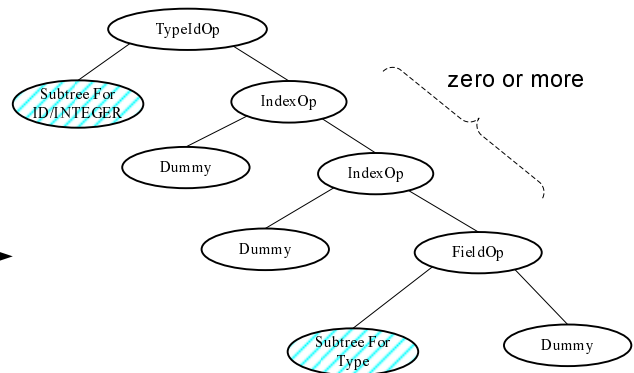 TypeIdOp
zero or more
Subtree For
ID/INTEGER
IndexOp
Dummy
IndexOp
Dummy
FieldOp
Subtree For
Type
Dummy